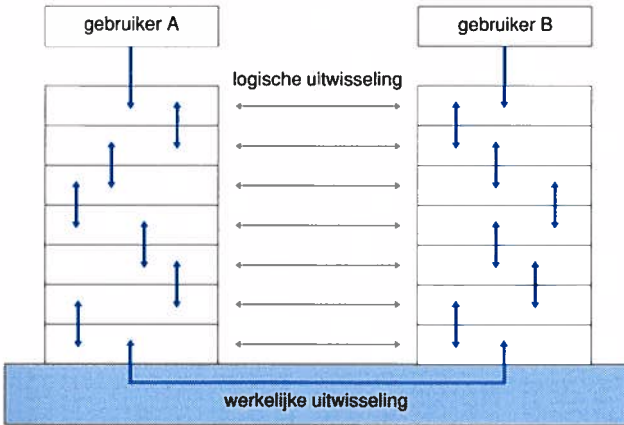 gebruiker A
gebruiker B
logische uitwisseling
werkelijke uitwisseling